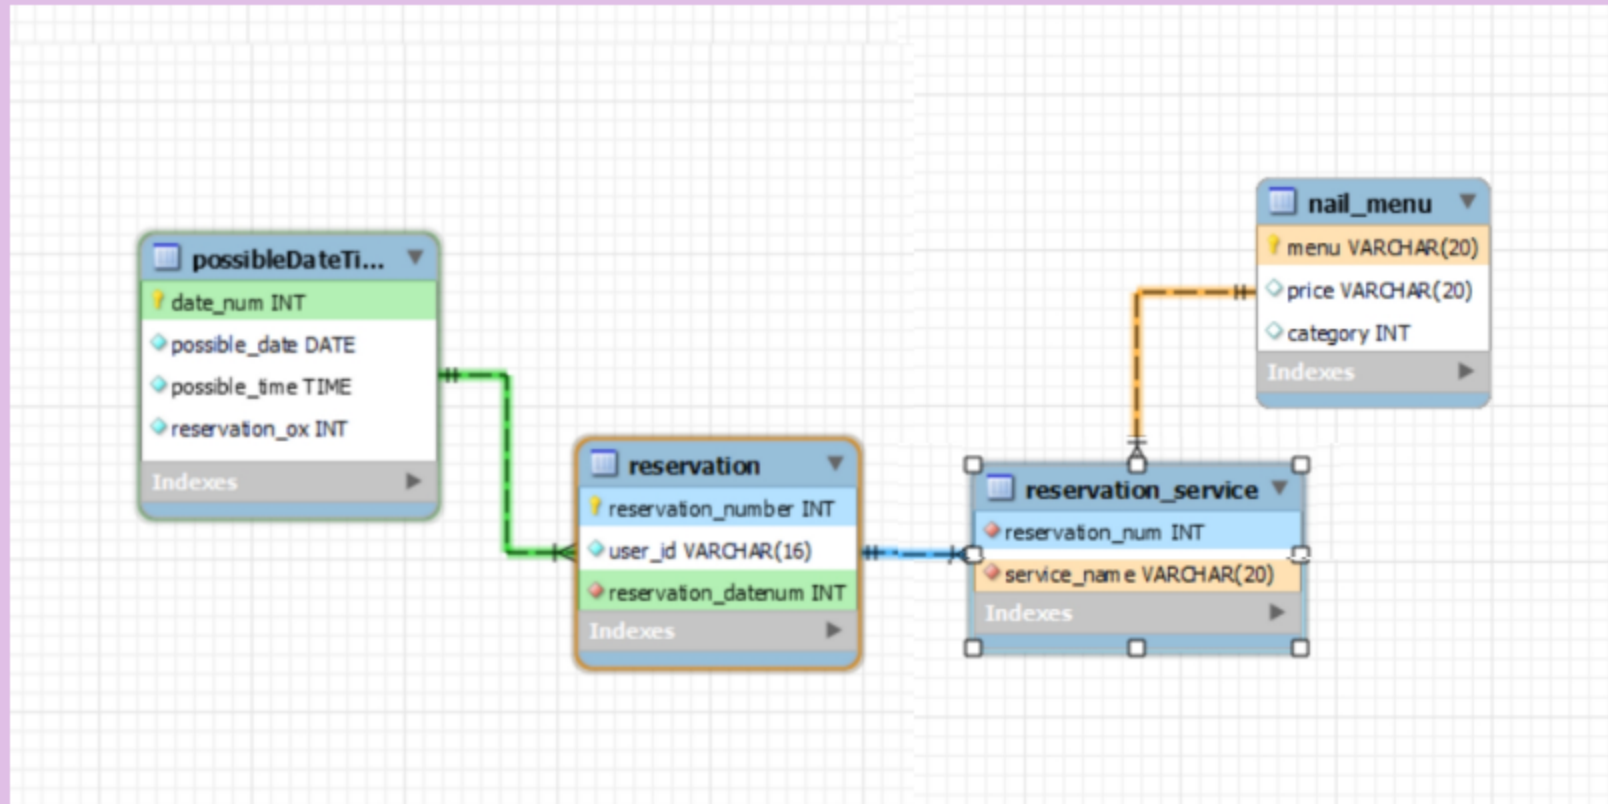 possibleDateTi...
date_num INT
possible_date DATE
possible_time TIME
reservation_ox INT
Indexes
reservation
reservation_number INT
user_id VARCHAR(16)
reservation_datenum INT
Indexes
nail_menu
menu VARCHAR(20)
price VARCHAR(20)
category INT
Indexes
reservation_service
reservation_num INT
service_name VARCHAR(20)
Indexes